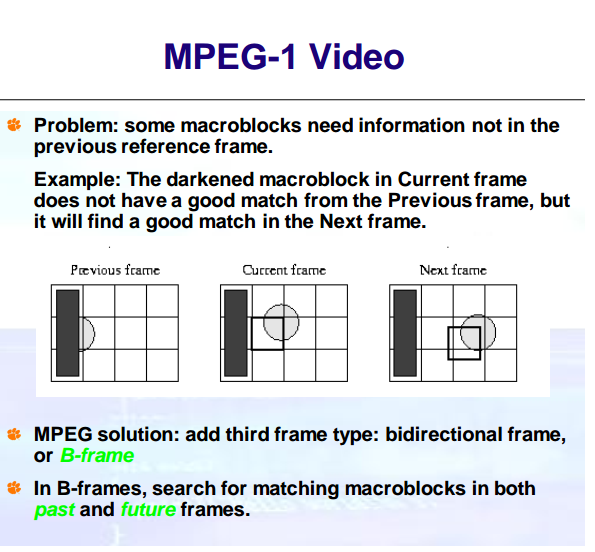 MPEG-1 Video
Problem: some macroblocks need information not in the
previous reference frame.
Example: The darkened macroblock in Current frame
does not have a good match from the Previous frame, but
it will find a good match in the Next frame.
Previous frame
Current frame
Next frame
MPEG solution: add third frame type: bidirectional frame,
or B-frame
In B-frames, search for matching macroblocks in both
past and future frames.